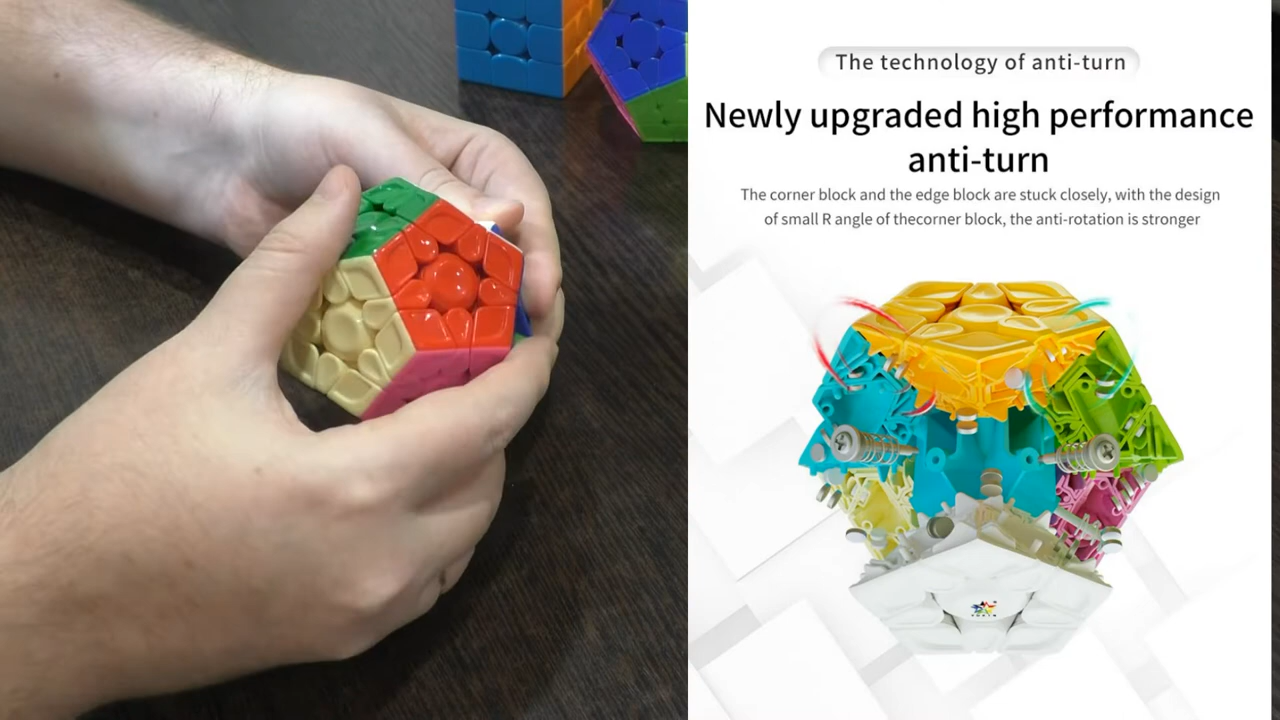 The technology of anti-turn
Newly upgraded high performance
anti-turn
The corner block and the edge block are stuck closely, with the design
of small R angle of thecorner block, the anti-rotation is stronger